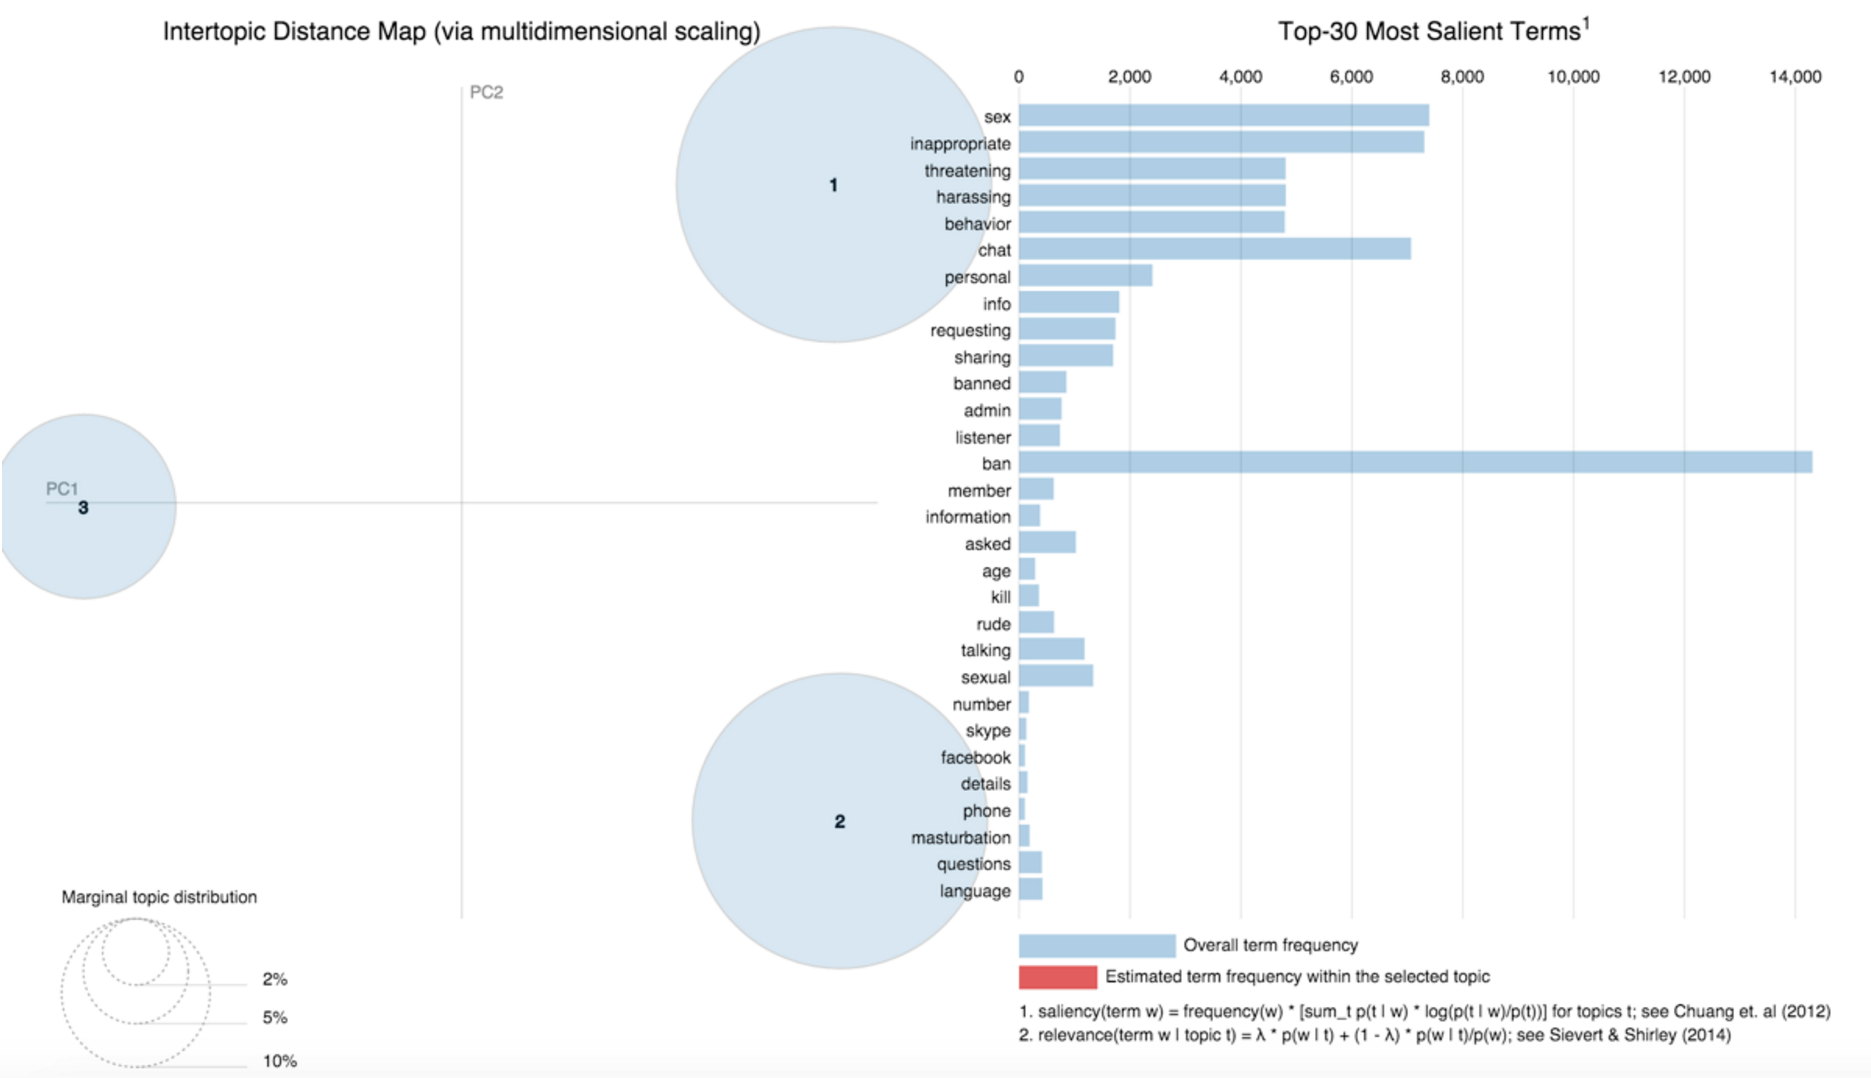 Intertopic Distance Map (via multidimensional scaling)
PC2
PC1
1
2
3
Marginal topic distribution
2%
5%
10%
Top-30 Most Salient Terms1
0 2,000 4,000 6,000 8,000 10,000 12,000 14,000
sex
inappropriate
threatening
harassing
behavior
chat
personal
info
requesting
sharing
banned
admin
listener
ban
member
information
asked
age
kill
rude
talking
sexual
number
skype
facebook
details
phone
masturbation
questions
language
Overall term frequency
Estimated term frequency within the selected topic
1. saliency(term w) = frequency(w) * [sum_t p(t | w) * log(p(t | w)/p(t))] for topics t; see Chuang et. al (2012)
2. relevance(term w | topic t) = λ * p(w | t) + (1 - λ) * p(w | t)/p(w); see Sievert & Shirley (2014)